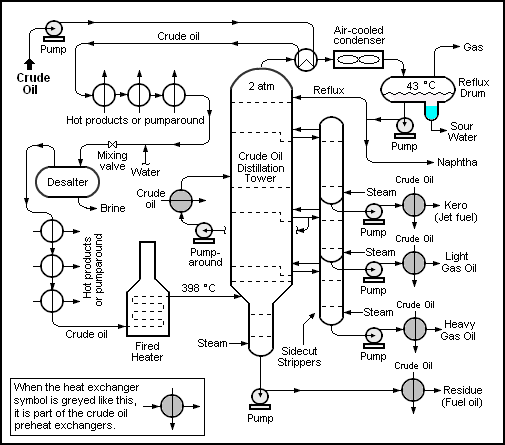 Pump
Crude oil
Air-cooled
condenser
Gas
Crude
Oil
2 atm
43 °C
Reflux
Drum
Reflux
Hot products or pumparound
Pump
Sour
Water
Mixing
valve
Water
Crude Oil
Distillation
Tower
Naphtha
Desalter
Crude
oil
Steam
Crude Oil
Kero
(Jet fuel)
Brine
Pump
Pump-
around
Hot products
or pumparound
Steam
Crude Oil
Light
Gas Oil
Pump
398 °C
Steam
Crude Oil
Heavy
Gas Oil
Crude oil
Fired
Heater
Steam
Sidecut
Strippers
Pump
Crude Oil
When the heat exchanger
symbol is greyed like this,
it is part of the crude oil
preheat exchangers.
Pump
Residue
(Fuel oil)